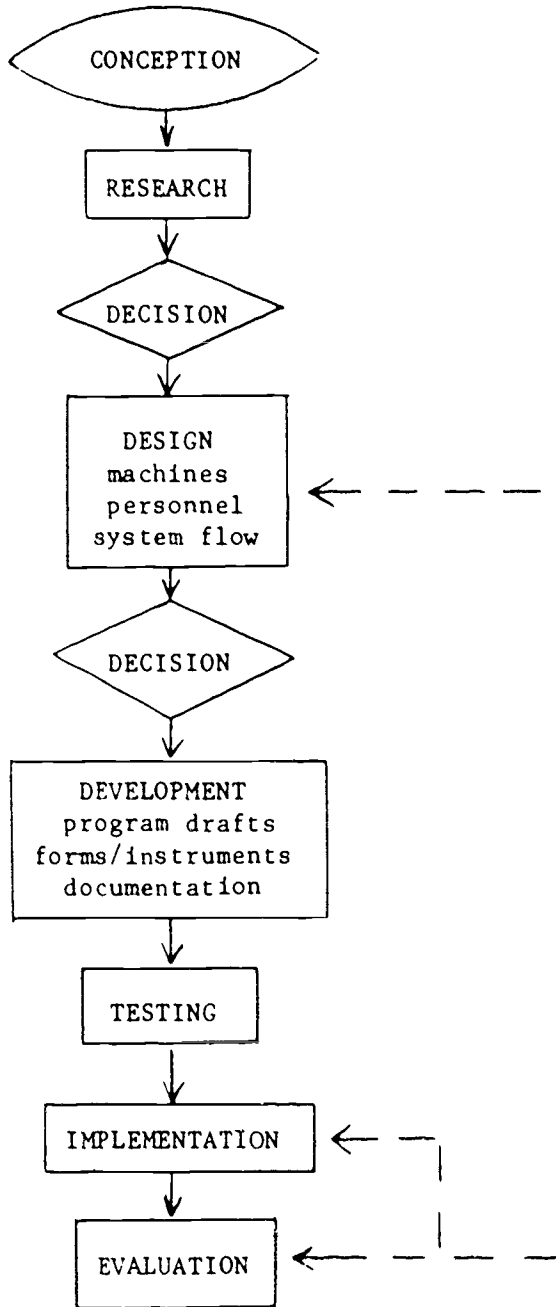 CONCEPTION
RESEARCH
DECISION
DESIGN
machines
personnel
system flow
DECISION
DEVELOPMENT
program drafts
forms/instruments
documentation
TESTING
IMPLEMENTATION
EVALUATION